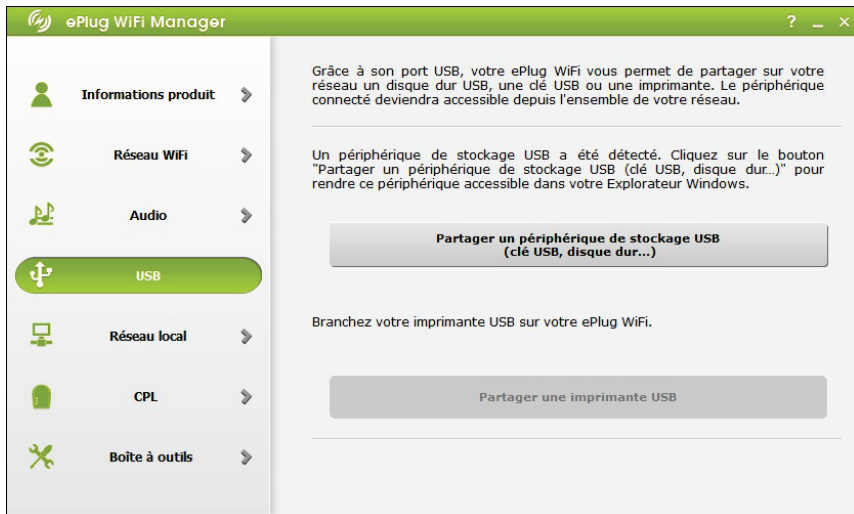 ePlug WiFi Manager
? _ ×
Informations produit
Réseau WiFi
Audio
USB
Réseau local
CPL
Boîte à outils
Grâce à son port USB, votre ePlug WiFi vous permet de partager sur votre
réseau un disque dur USB, une clé USB ou une imprimante. Le périphérique
connecté deviendra accessible depuis l'ensemble de votre réseau.
Un périphérique de stockage USB a été détecté. Cliquez sur le bouton
"Partager un périphérique de stockage USB (clé USB, disque dur...)" pour
rendre ce périphérique accessible dans votre Explorateur Windows.
Partager un périphérique de stockage USB
(clé USB, disque dur...)
Branchez votre imprimante USB sur votre ePlug WiFi.
Partager une imprimante USB